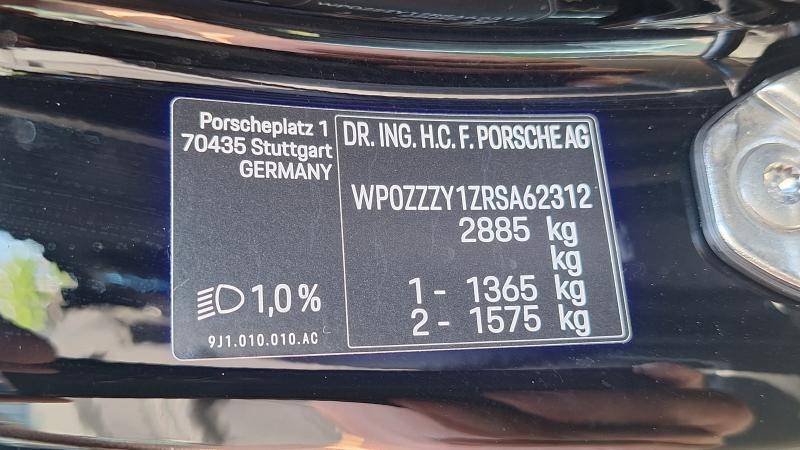 Porscheplatz 1
70435 Stuttgart
GERMANY
1,0 %
9J1.010.010.AC
DR. ING. H.C. F. PORSCHE AG
WP0ZZZY1ZRSA62312
2885 kg
kg
1 - 1365 kg
2 - 1575 kg